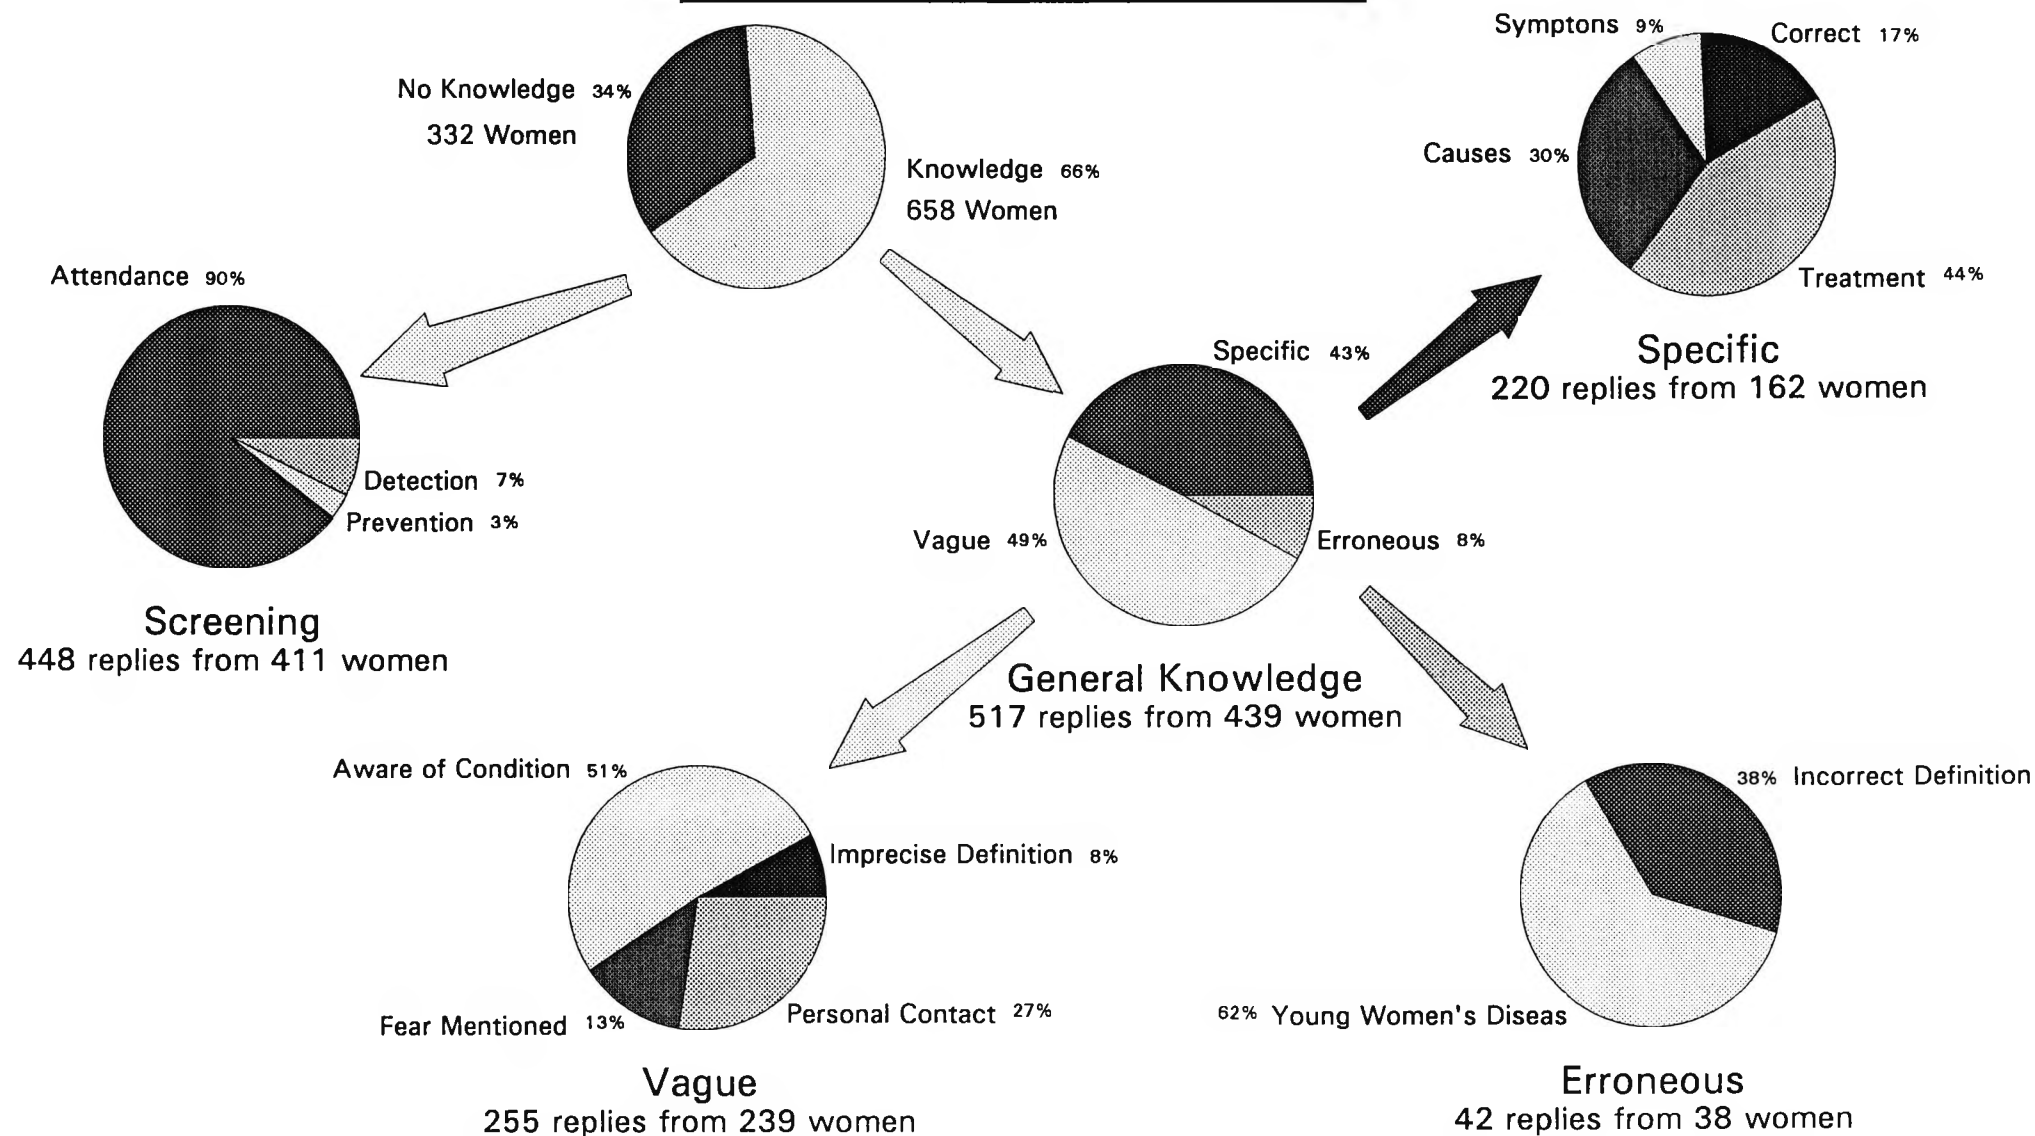 Symptons 9%
Correct 17%
No Knowledge 34%
332 Women
Knowledge 66%
658 Women
Causes 30%
Treatment 44%
Specific
220 replies from 162 women
Attendance 90%
Detection 7%
Prevention 3%
Screening
448 replies from 411 women
Specific 43%
Vague 49%
Erroneous 8%
General Knowledge
517 replies from 439 women
Aware of Condition 51%
Imprecise Definition 8%
Fear Mentioned 13%
Personal Contact 27%
Vague
255 replies from 239 women
38% Incorrect Definition
62% Young Women's Diseas
Erroneous
42 replies from 38 women